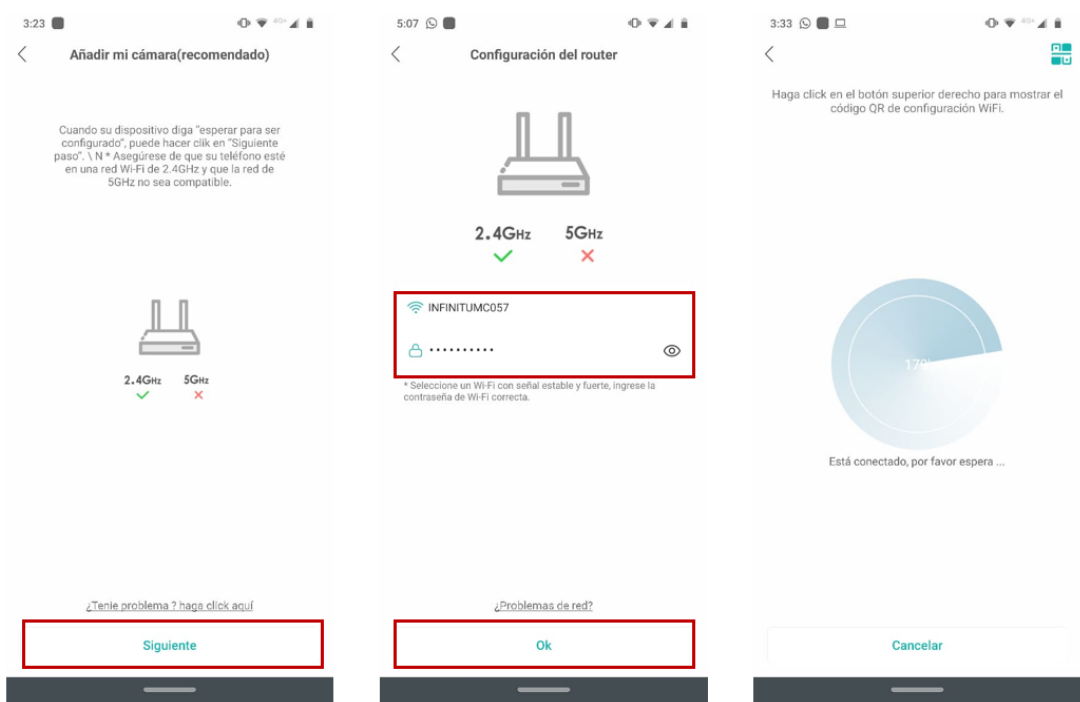 3:23
4G+
Añadir mi cámara(recomendado)
Cuando su dispositivo diga "esperar para ser
configurado", puede hacer clik en "Siguiente
paso". \ N * Asegúrese de que su teléfono esté
en una red Wi-Fi de 2.4GHz y que la red de
5GHz no sea compatible.
2.4GHz 5GHz
¿Tenie problema ? haga click aquí
Siguiente
5:07
Configuración del router
2.4GHz 5GHz
INFINITUMC057
••••••••••
* Seleccione un Wi-Fi con señal estable y fuerte, ingrese la
contraseña de Wi-Fi correcta.
¿Problemas de red?
Ok
3:33
4G+
Haga click en el botón superior derecho para mostrar el
código QR de configuración WiFi.
17%
Está conectado, por favor espera ...
Cancelar